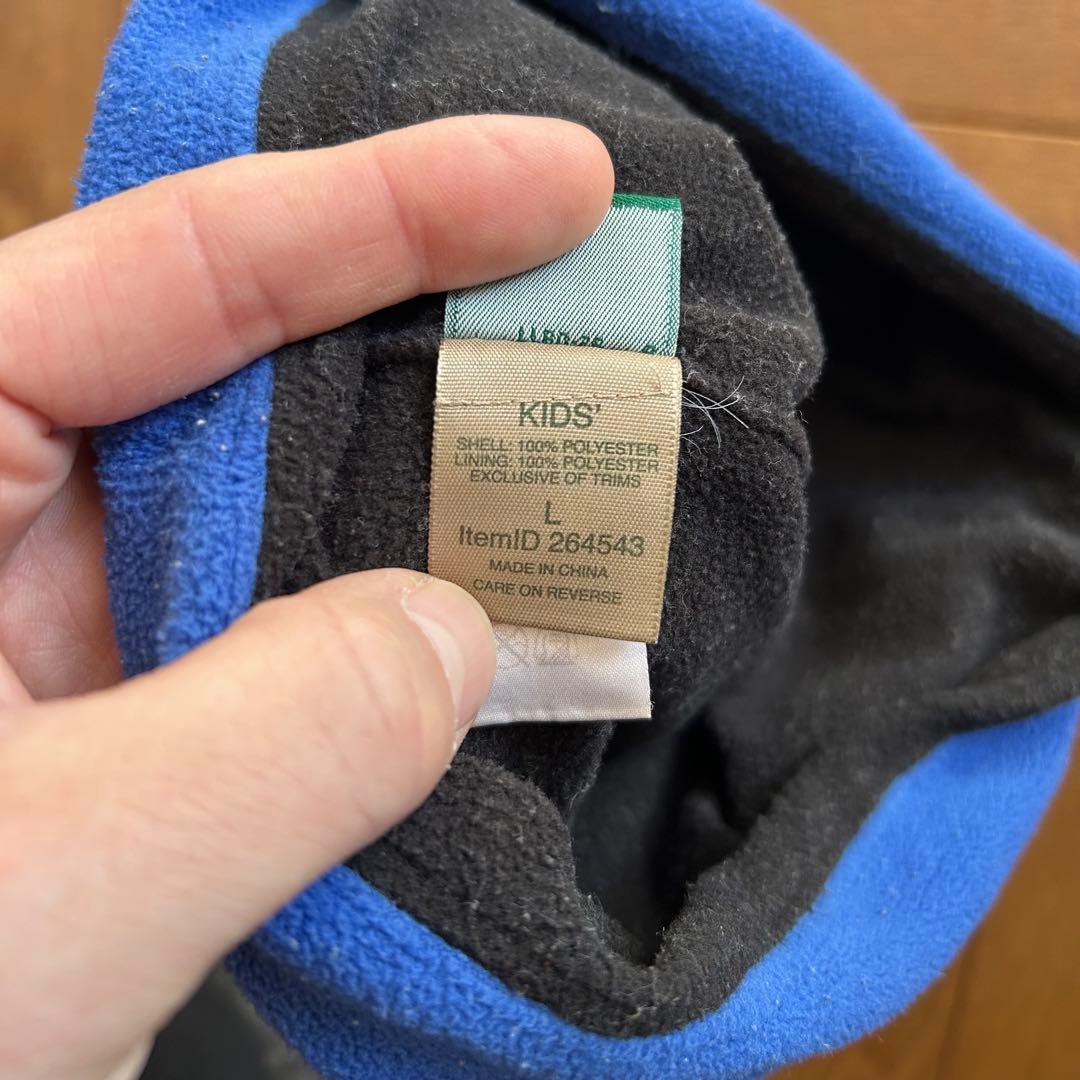 KIDS'
SHELL: 100% POLYESTER
LINING: 100% POLYESTER
EXCLUSIVE OF TRIMS
L
ItemID 264543
MADE IN CHINA
CARE ON REVERSE